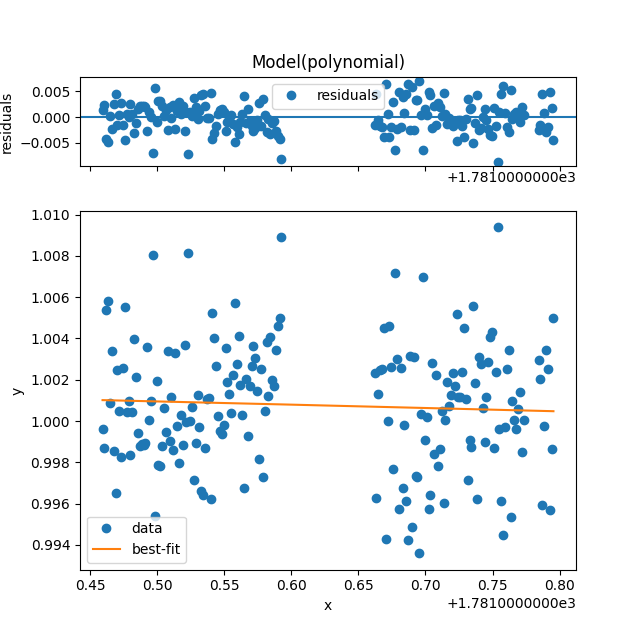 Model(polynomial)
residuals
0.005
0.000
−0.005
residuals
+1.7810000000e3
1.010
1.008
1.006
1.004
1.002
1.000
0.998
0.996
0.994
y
data
best-fit
0.45 0.50 0.55 0.60 0.65 0.70 0.75 0.80
x
+1.7810000000e3